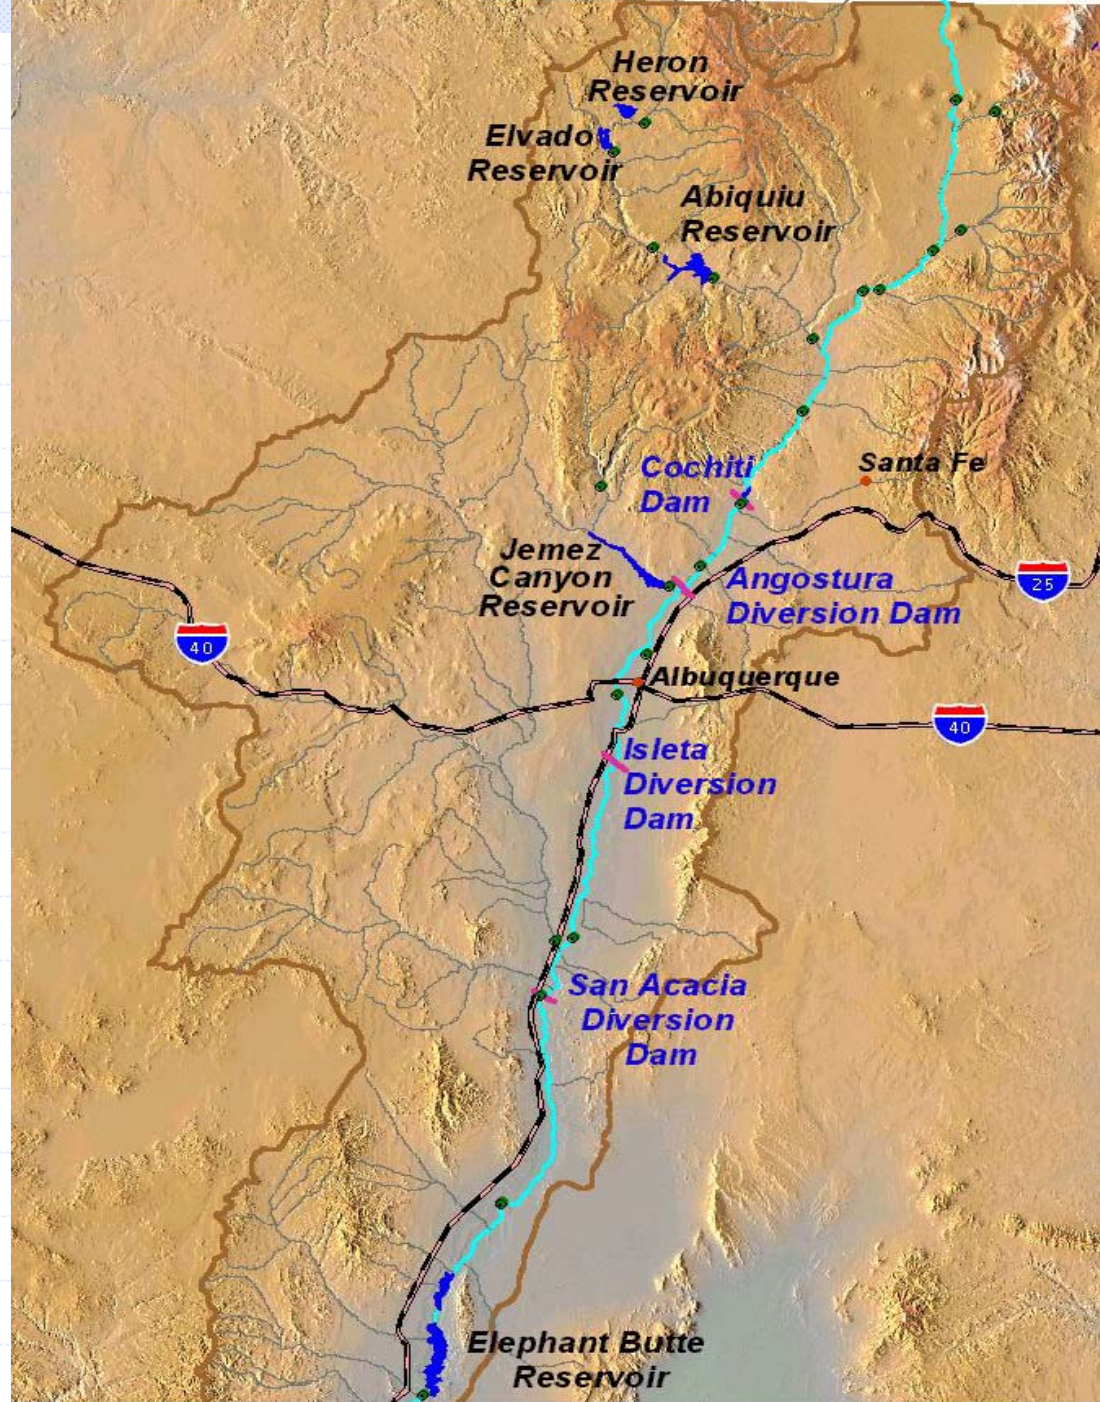 Heron
Reservoir
Elvado
Reservoir
Abiquiu
Reservoir
Cochiti
Dam
Santa Fe
Jemez
Canyon
Reservoir
Angostura
Diversion Dam
25
40
Albuquerque
40
Isleta
Diversion
Dam
San Acacia
Diversion
Dam
Elephant Butte
Reservoir